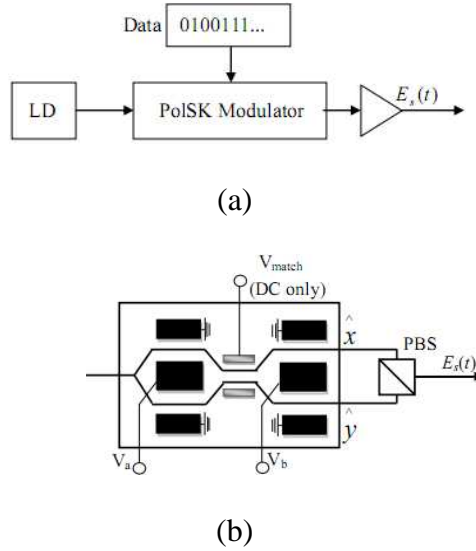 Data 0100111...
LD PolSK Modulator E_s(t)
(a)
V_match
(DC only)
x̂ PBS
E_s(t)
ŷ
V_a V_b
(b)